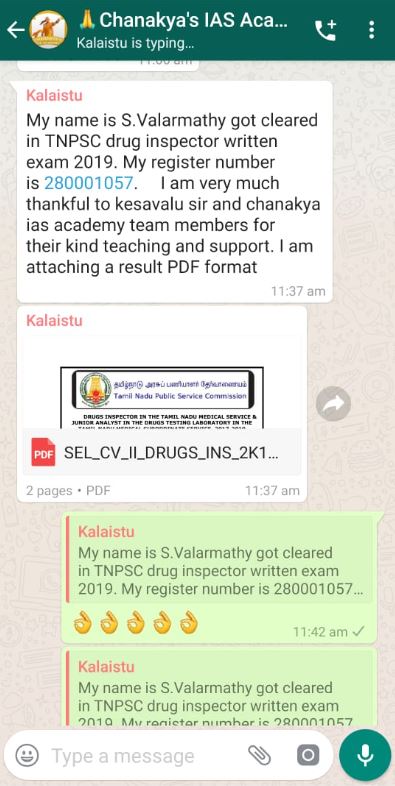 🙏 Chanakya's IAS Aca...
Kalaistu is typing...
11:00 am
Kalaistu
My name is S.Valarmathy got cleared
in TNPSC drug inspector written
exam 2019. My register number
is 280001057. I am very much
thankful to kesavalu sir and chanakya
ias academy team members for
their kind teaching and support. I am
attaching a result PDF format
11:37 am
Kalaistu
தமிழ்நாடு அரசுப் பணியாளர் தேர்வாணையம்
Tamil Nadu Public Service Commission
DRUGS INSPECTOR IN THE TAMIL NADU MEDICAL SERVICE &
JUNIOR ANALYST IN THE DRUGS TESTING LABORATORY IN THE
TAMIL NADU MEDICAL SUBORDINATE SERVICE, 2017-2019
PDF
SEL_CV_II_DRUGS_INS_2K1...
2 pages • PDF
11:37 am
Kalaistu
My name is S.Valarmathy got cleared
in TNPSC drug inspector written exam
2019. My register number is 280001057...
👌👌👌👌👌
11:42 am
Kalaistu
My name is S.Valarmathy got cleared
in TNPSC drug inspector written exam
2019. My register number is 280001057
Type a message